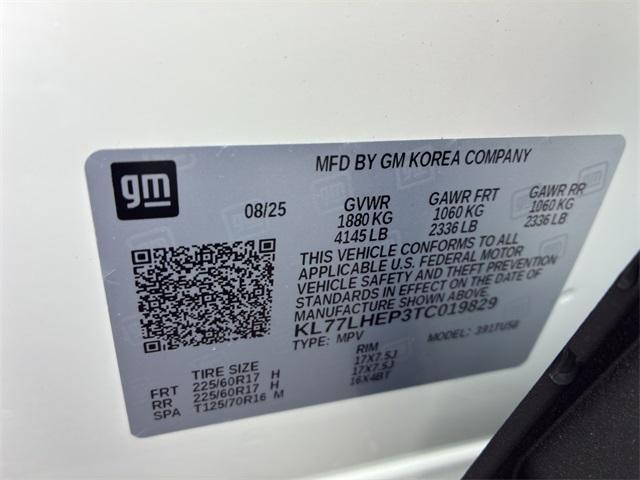 gm
MFD BY GM KOREA COMPANY
08/25
GVWR
1880 KG
4145 LB
GAWR FRT
1060 KG
2336 LB
GAWR RR
1060 KG
2336 LB
THIS VEHICLE CONFORMS TO ALL
APPLICABLE U.S. FEDERAL MOTOR
VEHICLE SAFETY AND THEFT PREVENTION
STANDARDS IN EFFECT ON THE DATE OF
MANUFACTURE SHOWN ABOVE.
KL77LHEP3TC019829
TYPE: MPV
MODEL: 391TU58
TIRE SIZE
RIM
FRT 225/60R17 H 17X7.5J
RR 225/60R17 H 17X7.5J
SPA T125/70R16 M 16X4BT